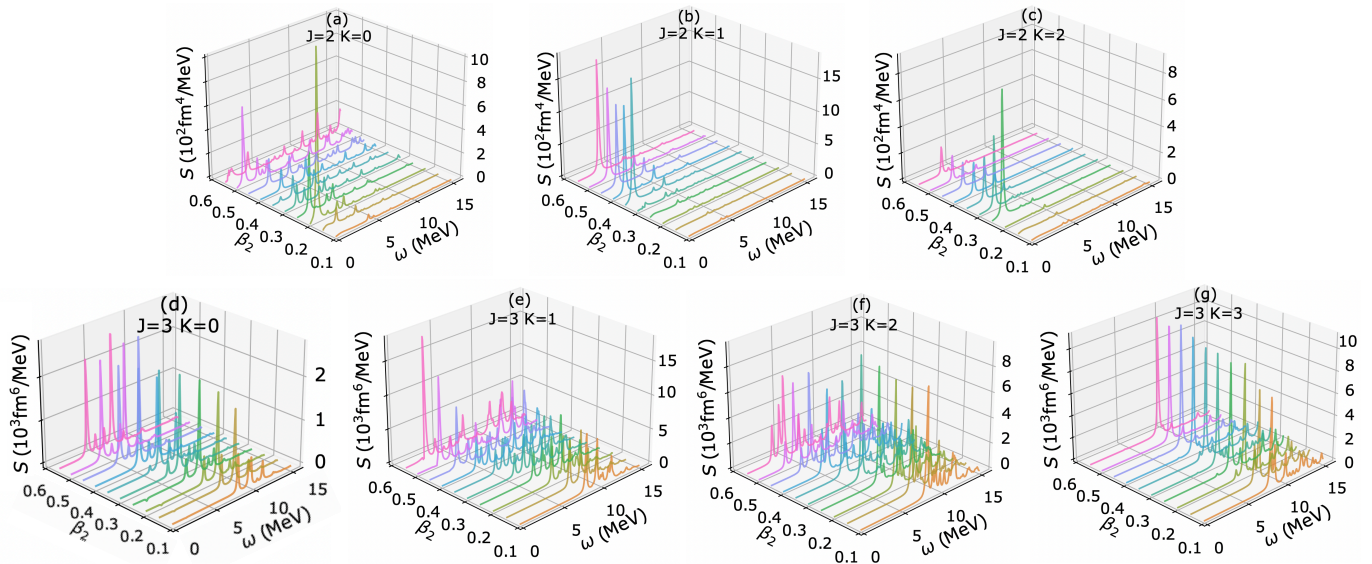 (a)
J=2 K=0
S (10²fm⁴/MeV)
10
8
6
4
2
0
0.6
0.5
0.4
0.3
0.2
0.1
β₂
0
5
10
15
ω (MeV)
(b)
J=2 K=1
S (10²fm⁴/MeV)
15
10
5
0
0.6
0.5
0.4
0.3
0.2
0.1
β₂
0
5
10
15
ω (MeV)
(c)
J=2 K=2
S (10²fm⁴/MeV)
8
6
4
2
0
0.6
0.5
0.4
0.3
0.2
0.1
β₂
0
5
10
15
ω (MeV)
(d)
J=3 K=0
S (10³fm⁶/MeV)
2
1
0
0.6
0.5
0.4
0.3
0.2
0.1
β₂
0
5
10
15
ω (MeV)
(e)
J=3 K=1
S (10³fm⁶/MeV)
15
10
5
0
0.6
0.5
0.4
0.3
0.2
0.1
β₂
0
5
10
15
ω (MeV)
(f)
J=3 K=2
S (10³fm⁶/MeV)
8
6
4
2
0
0.6
0.5
0.4
0.3
0.2
0.1
β₂
0
5
10
15
ω (MeV)
(g)
J=3 K=3
S (10³fm⁶/MeV)
10
8
6
4
2
0
0.6
0.5
0.4
0.3
0.2
0.1
β₂
0
5
10
15
ω (MeV)